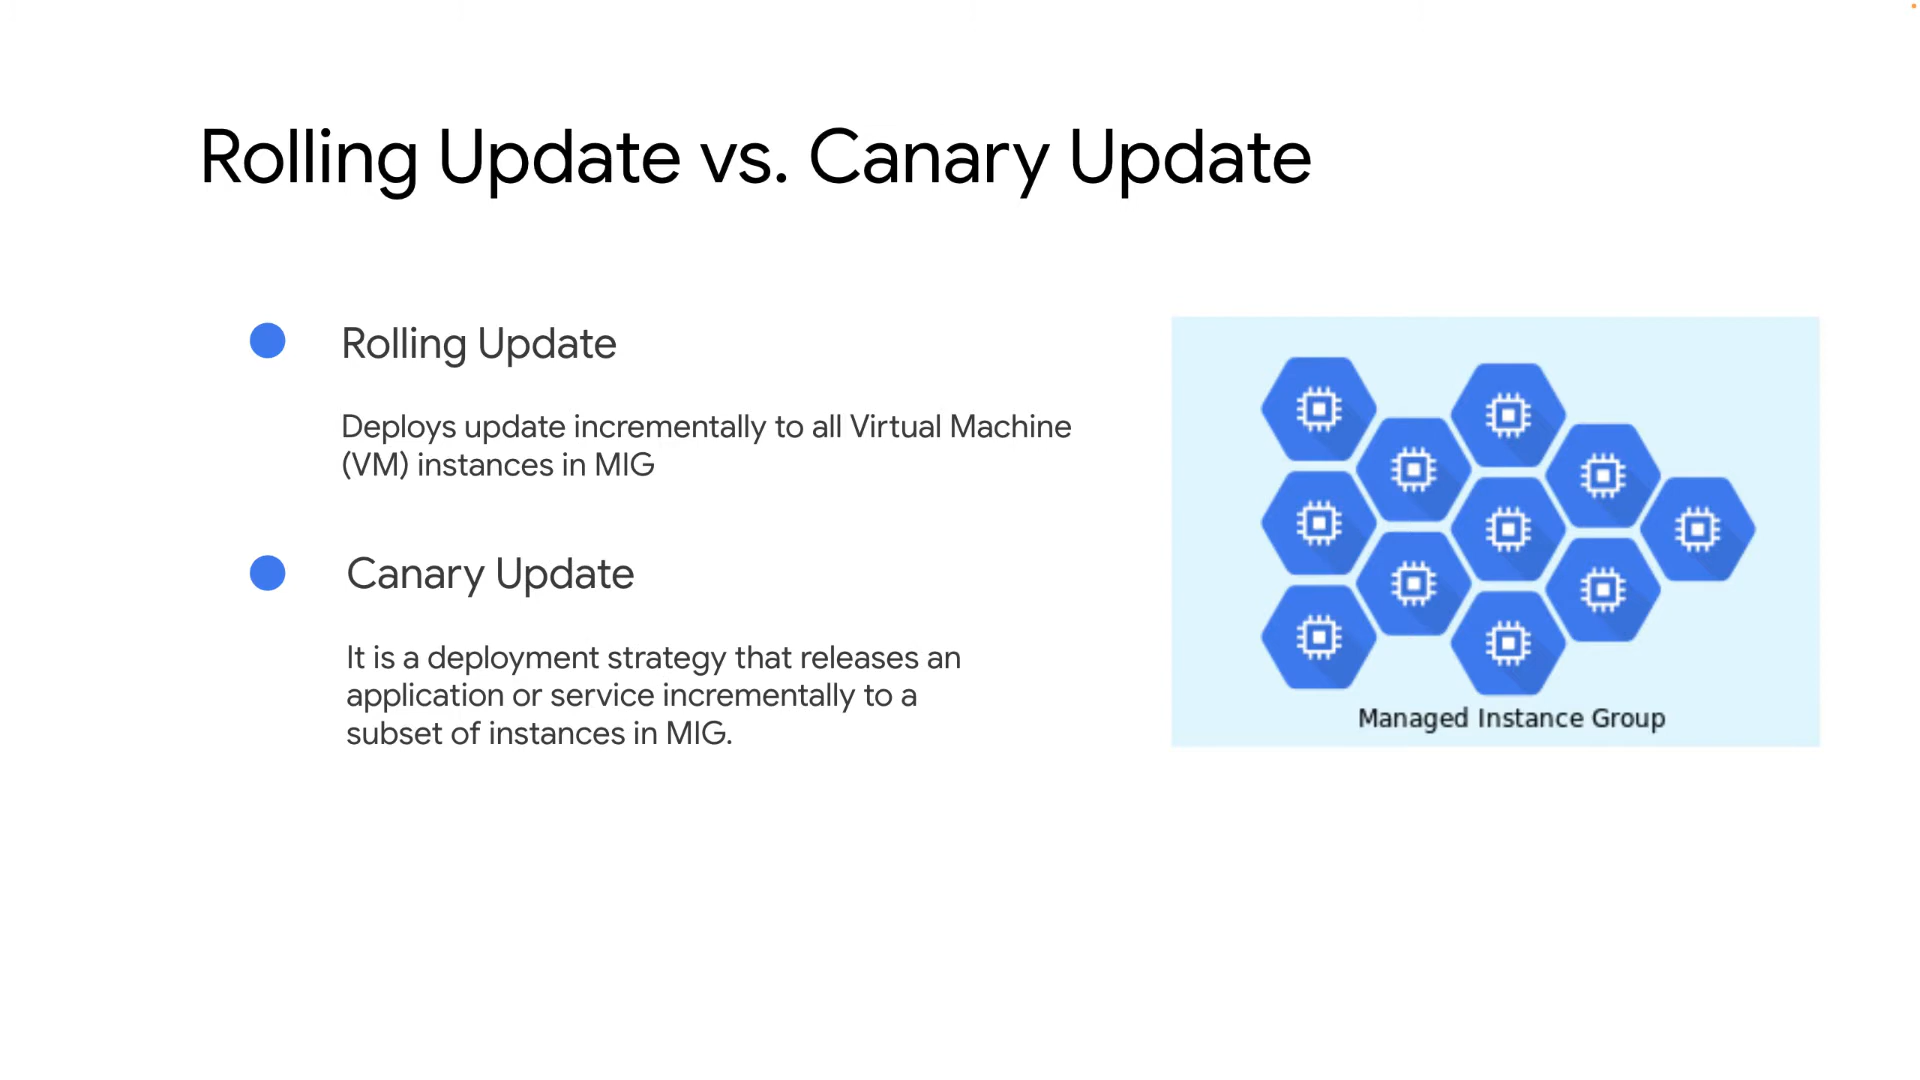 Rolling Update vs. Canary Update
Rolling Update
Deploys update incrementally to all Virtual Machine
(VM) instances in MIG
Canary Update
It is a deployment strategy that releases an
application or service incrementally to a
subset of instances in MIG.
Managed Instance Group